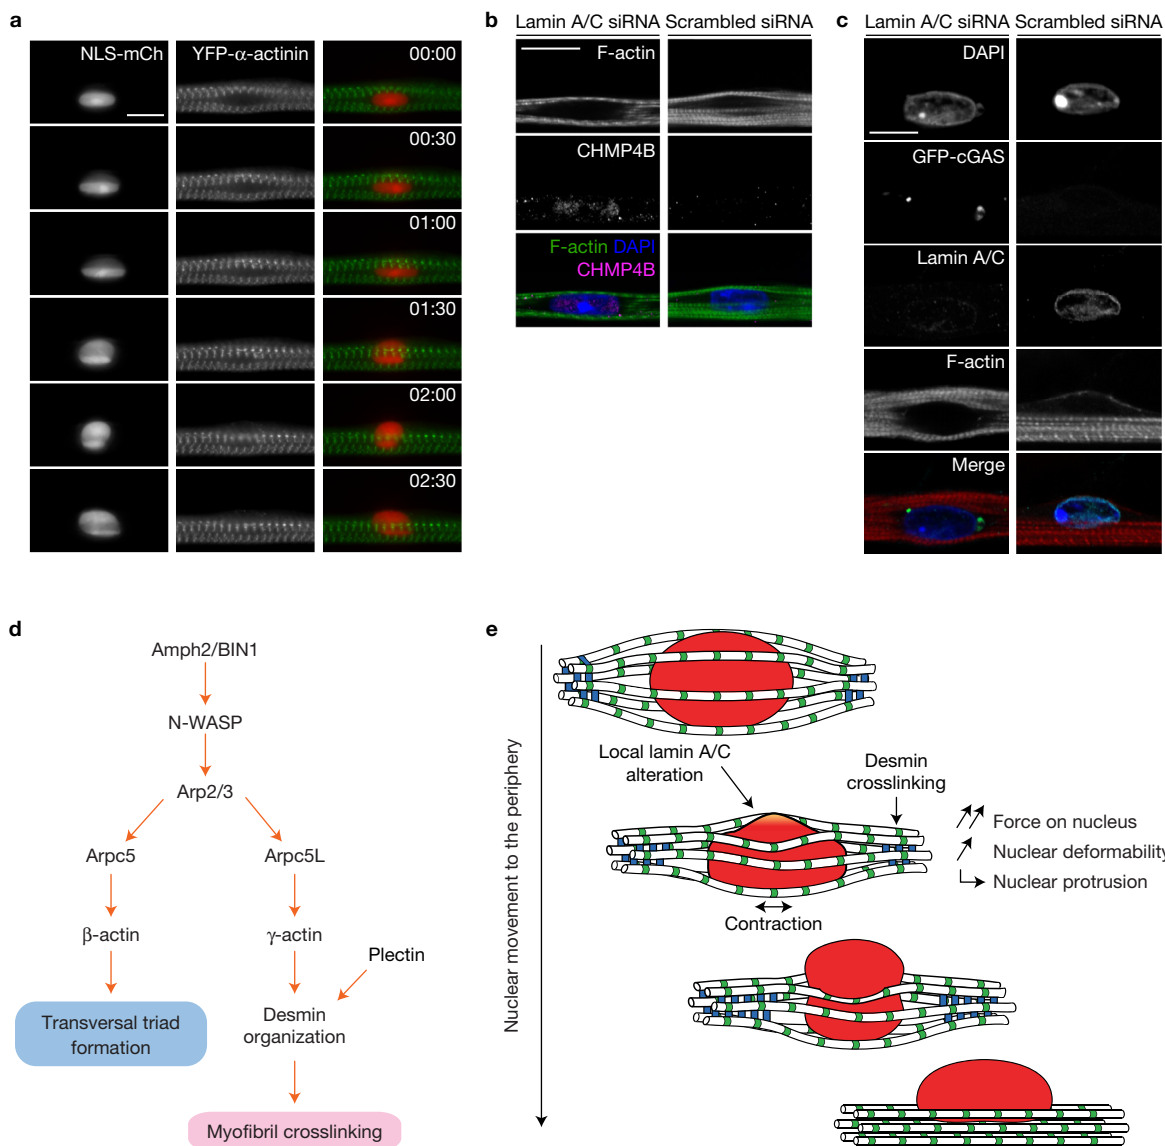 a
NLS-mCh
YFP-α-actinin
00:00
00:30
01:00
01:30
02:00
02:30
b
Lamin A/C siRNA
Scrambled siRNA
F-actin
CHMP4B
F-actin DAPI
CHMP4B
c
Lamin A/C siRNA
Scrambled siRNA
DAPI
GFP-cGAS
Lamin A/C
F-actin
Merge
d
Amph2/BIN1
N-WASP
Arp2/3
Arpc5
Arpc5L
β-actin
γ-actin
Plectin
Transversal triad
formation
Desmin
organization
Myofibril crosslinking
e
Nuclear movement to the periphery
Local lamin A/C
alteration
Desmin
crosslinking
Force on nucleus
Nuclear deformability
Nuclear protrusion
Contraction